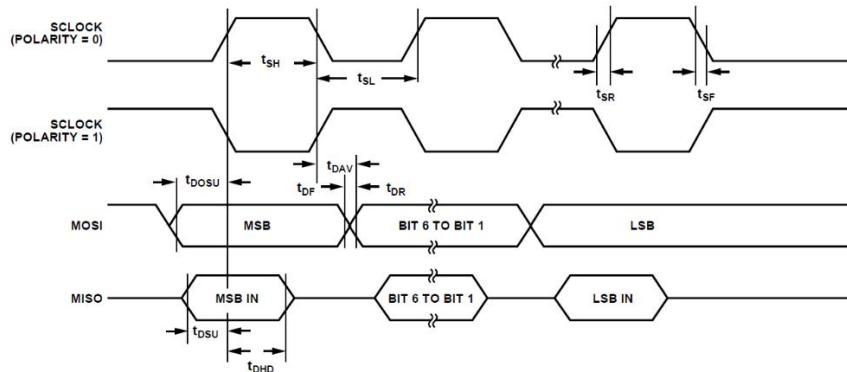 SCLOCK
(POLARITY = 0)
tSH
tSL
tSR
tSF
SCLOCK
(POLARITY = 1)
tDAV
tDOSU
tDF
tDR
MOSI
MSB
BIT 6 TO BIT 1
LSB
MISO
MSB IN
BIT 6 TO BIT 1
LSB IN
tDSU
tDHD